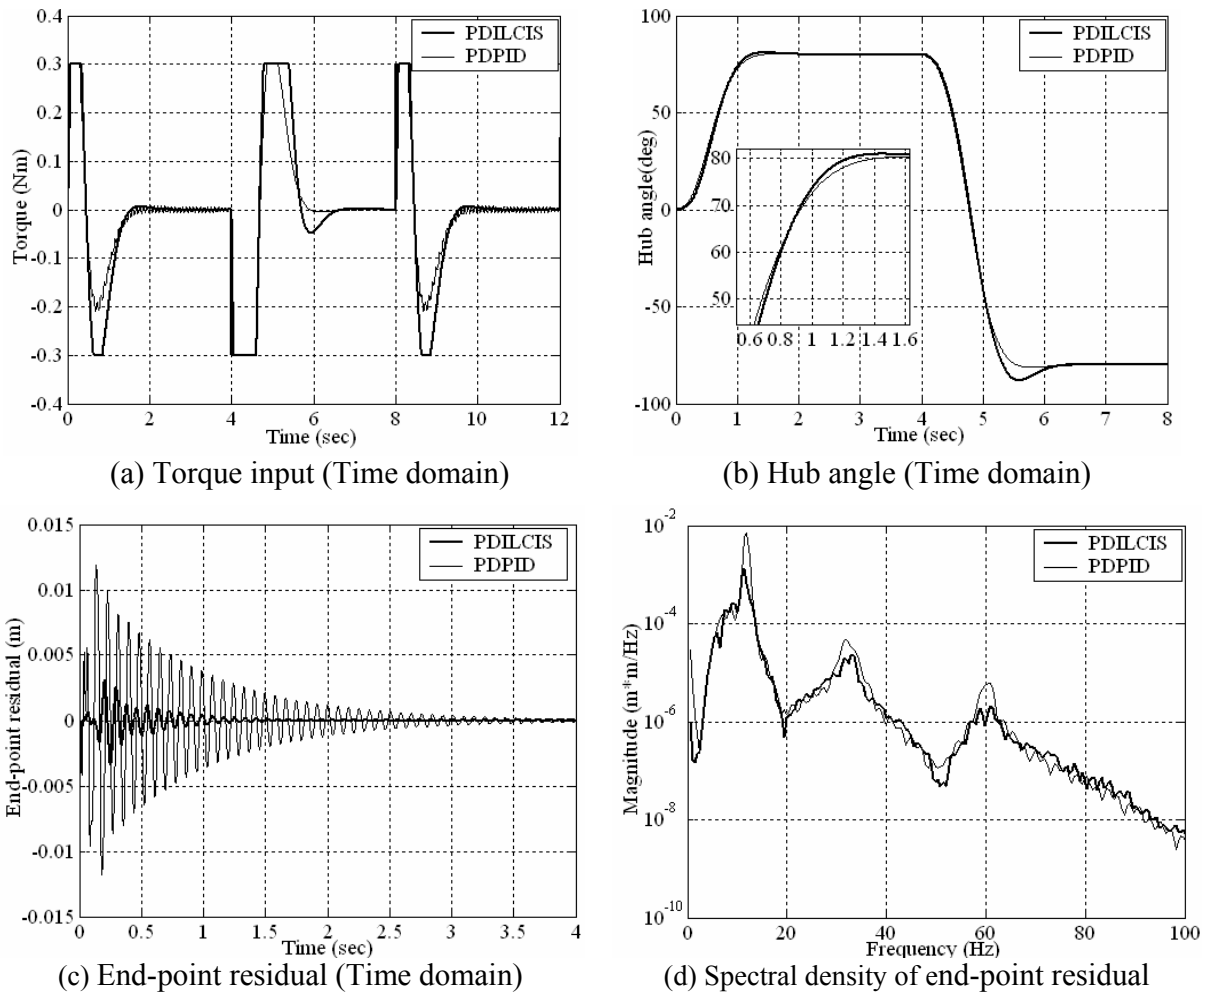 0.4
0.3
0.2
0.1
0
-0.1
-0.2
-0.3
-0.4
Torque (Nm)
PDILCIS
PDPID
0 2 4 6 8 10 12
Time (sec)
(a) Torque input (Time domain)
100
50
0
-50
-100
Hub angle(deg)
PDILCIS
PDPID
80
70
60
50
0.6 0.8 1 1.2 1.4 1.6
0 1 2 3 4 5 6 7 8
Time (sec)
(b) Hub angle (Time domain)
0.015
0.01
0.005
0
-0.005
-0.01
-0.015
End-point residual (m)
PDILCIS
PDPID
0 0.5 1 1.5 2 2.5 3 3.5 4
Time (sec)
(c) End-point residual (Time domain)
10^-2
10^-4
10^-6
10^-8
10^-10
Magnitude (m*m/Hz)
PDILCIS
PDPID
0 20 40 60 80 100
Frequency (Hz)
(d) Spectral density of end-point residual